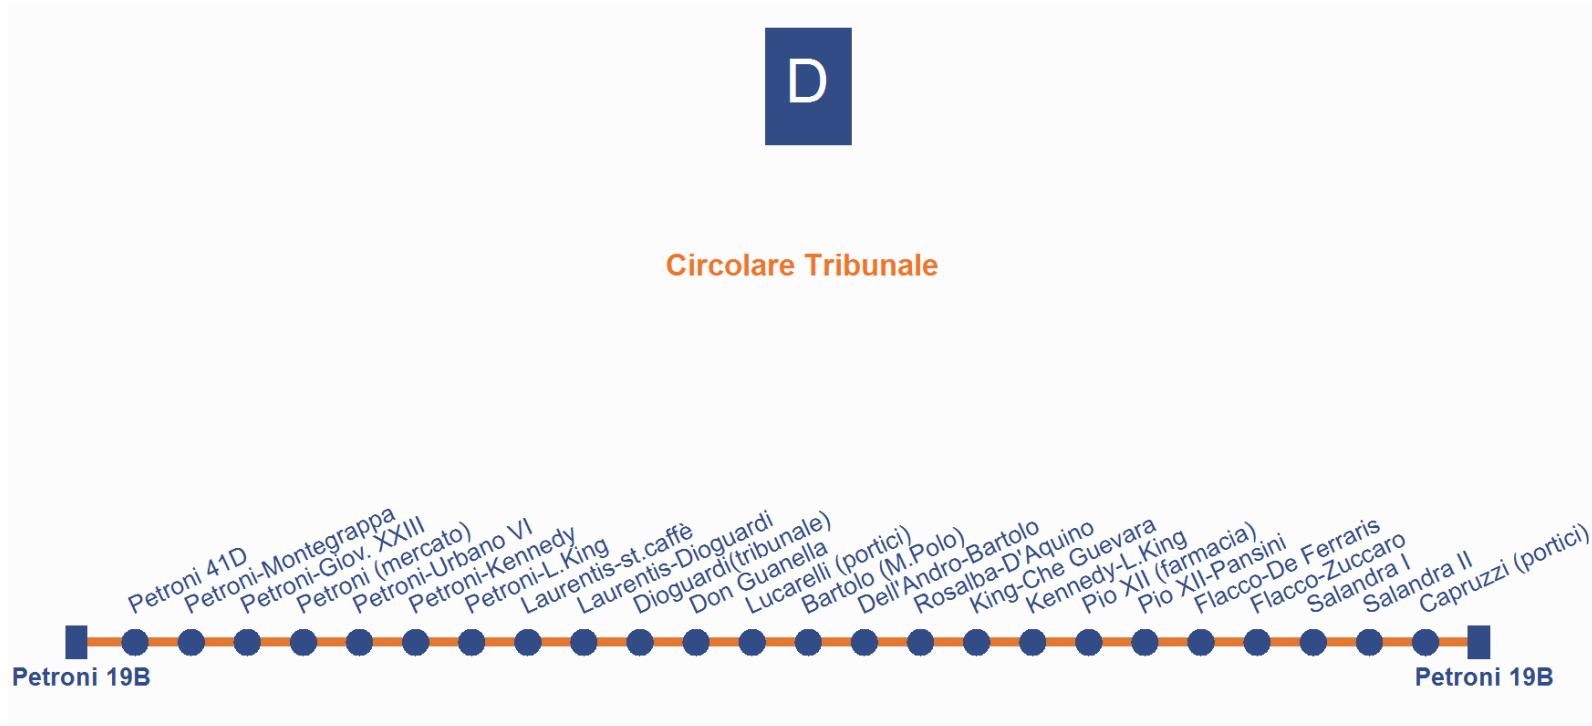 D
Circolare Tribunale
Petroni 41D
Petroni-Montegrappa
Petroni-Giov. XXIII
Petroni (mercato)
Petroni-Urbano VI
Petroni-Kennedy
Petroni-L.King
Laurentis-st.caffè
Laurentis-Dioguardi
Dioguardi(tribunale)
Don Guanella
Lucarelli (portici)
Bartolo (M.Polo)
Dell'Andro-Bartolo
Rosalba-D'Aquino
King-Che Guevara
Kennedy-L.King
Pio XII (farmacia)
Pio XII-Pansini
Flacco-De Ferraris
Flacco-Zuccaro
Salandra I
Salandra II
Capruzzi (portici)
Petroni 19B
Petroni 19B